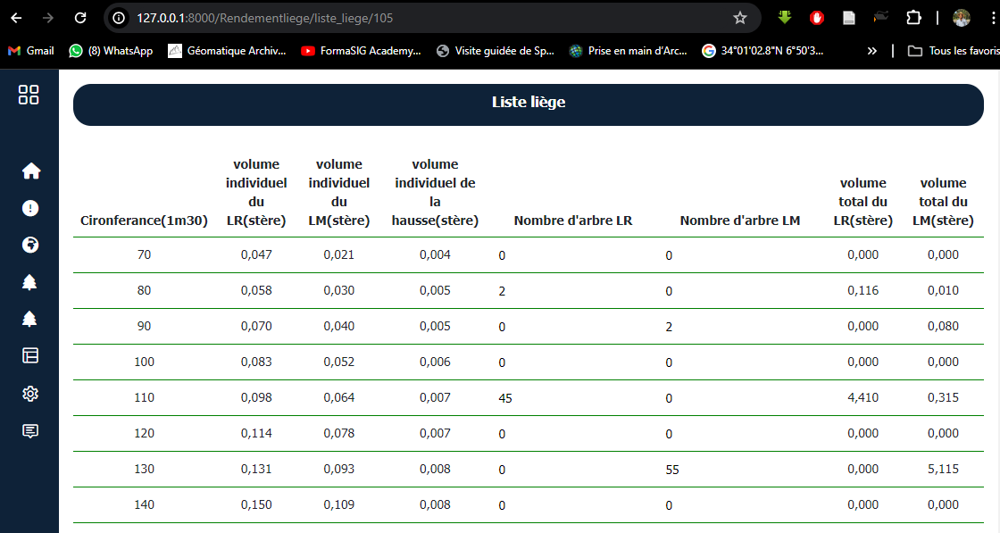 127.0.0.1:8000/Rendementliege/liste_liege/105
Gmail (8) WhatsApp Géomatique Archiv... FormaSIG Academy... Visite guidée de Sp... Prise en main d'Arc... 34°01'02.8"N 6°50'3... » Tous les favoris
Liste liège
Cironferance(1m30) volume individuel du LR(stère) volume individuel du LM(stère) volume individuel de la hausse(stère) Nombre d'arbre LR Nombre d'arbre LM volume total du LR(stère) volume total du LM(stère)
70 0,047 0,021 0,004 0 0 0,000 0,000
80 0,058 0,030 0,005 2 0 0,116 0,010
90 0,070 0,040 0,005 0 2 0,000 0,080
100 0,083 0,052 0,006 0 0 0,000 0,000
110 0,098 0,064 0,007 45 0 4,410 0,315
120 0,114 0,078 0,007 0 0 0,000 0,000
130 0,131 0,093 0,008 0 55 0,000 5,115
140 0,150 0,109 0,008 0 0 0,000 0,000